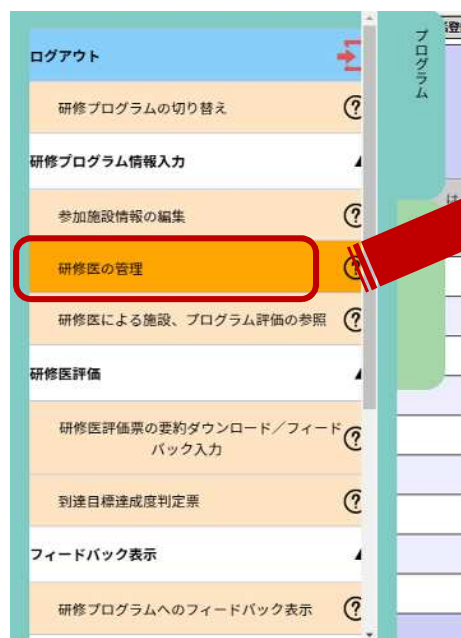 ログアウト
研修プログラムの切り替え
研修プログラム情報入力
参加施設情報の編集
研修医の管理
研修医による施設、プログラム評価の参照
研修医評価
研修医評価票の要約ダウンロード／フィード
バック入力
到達目標達成度判定票
フィードバック表示
研修プログラムへのフィードバック表示
プログラム
登
は